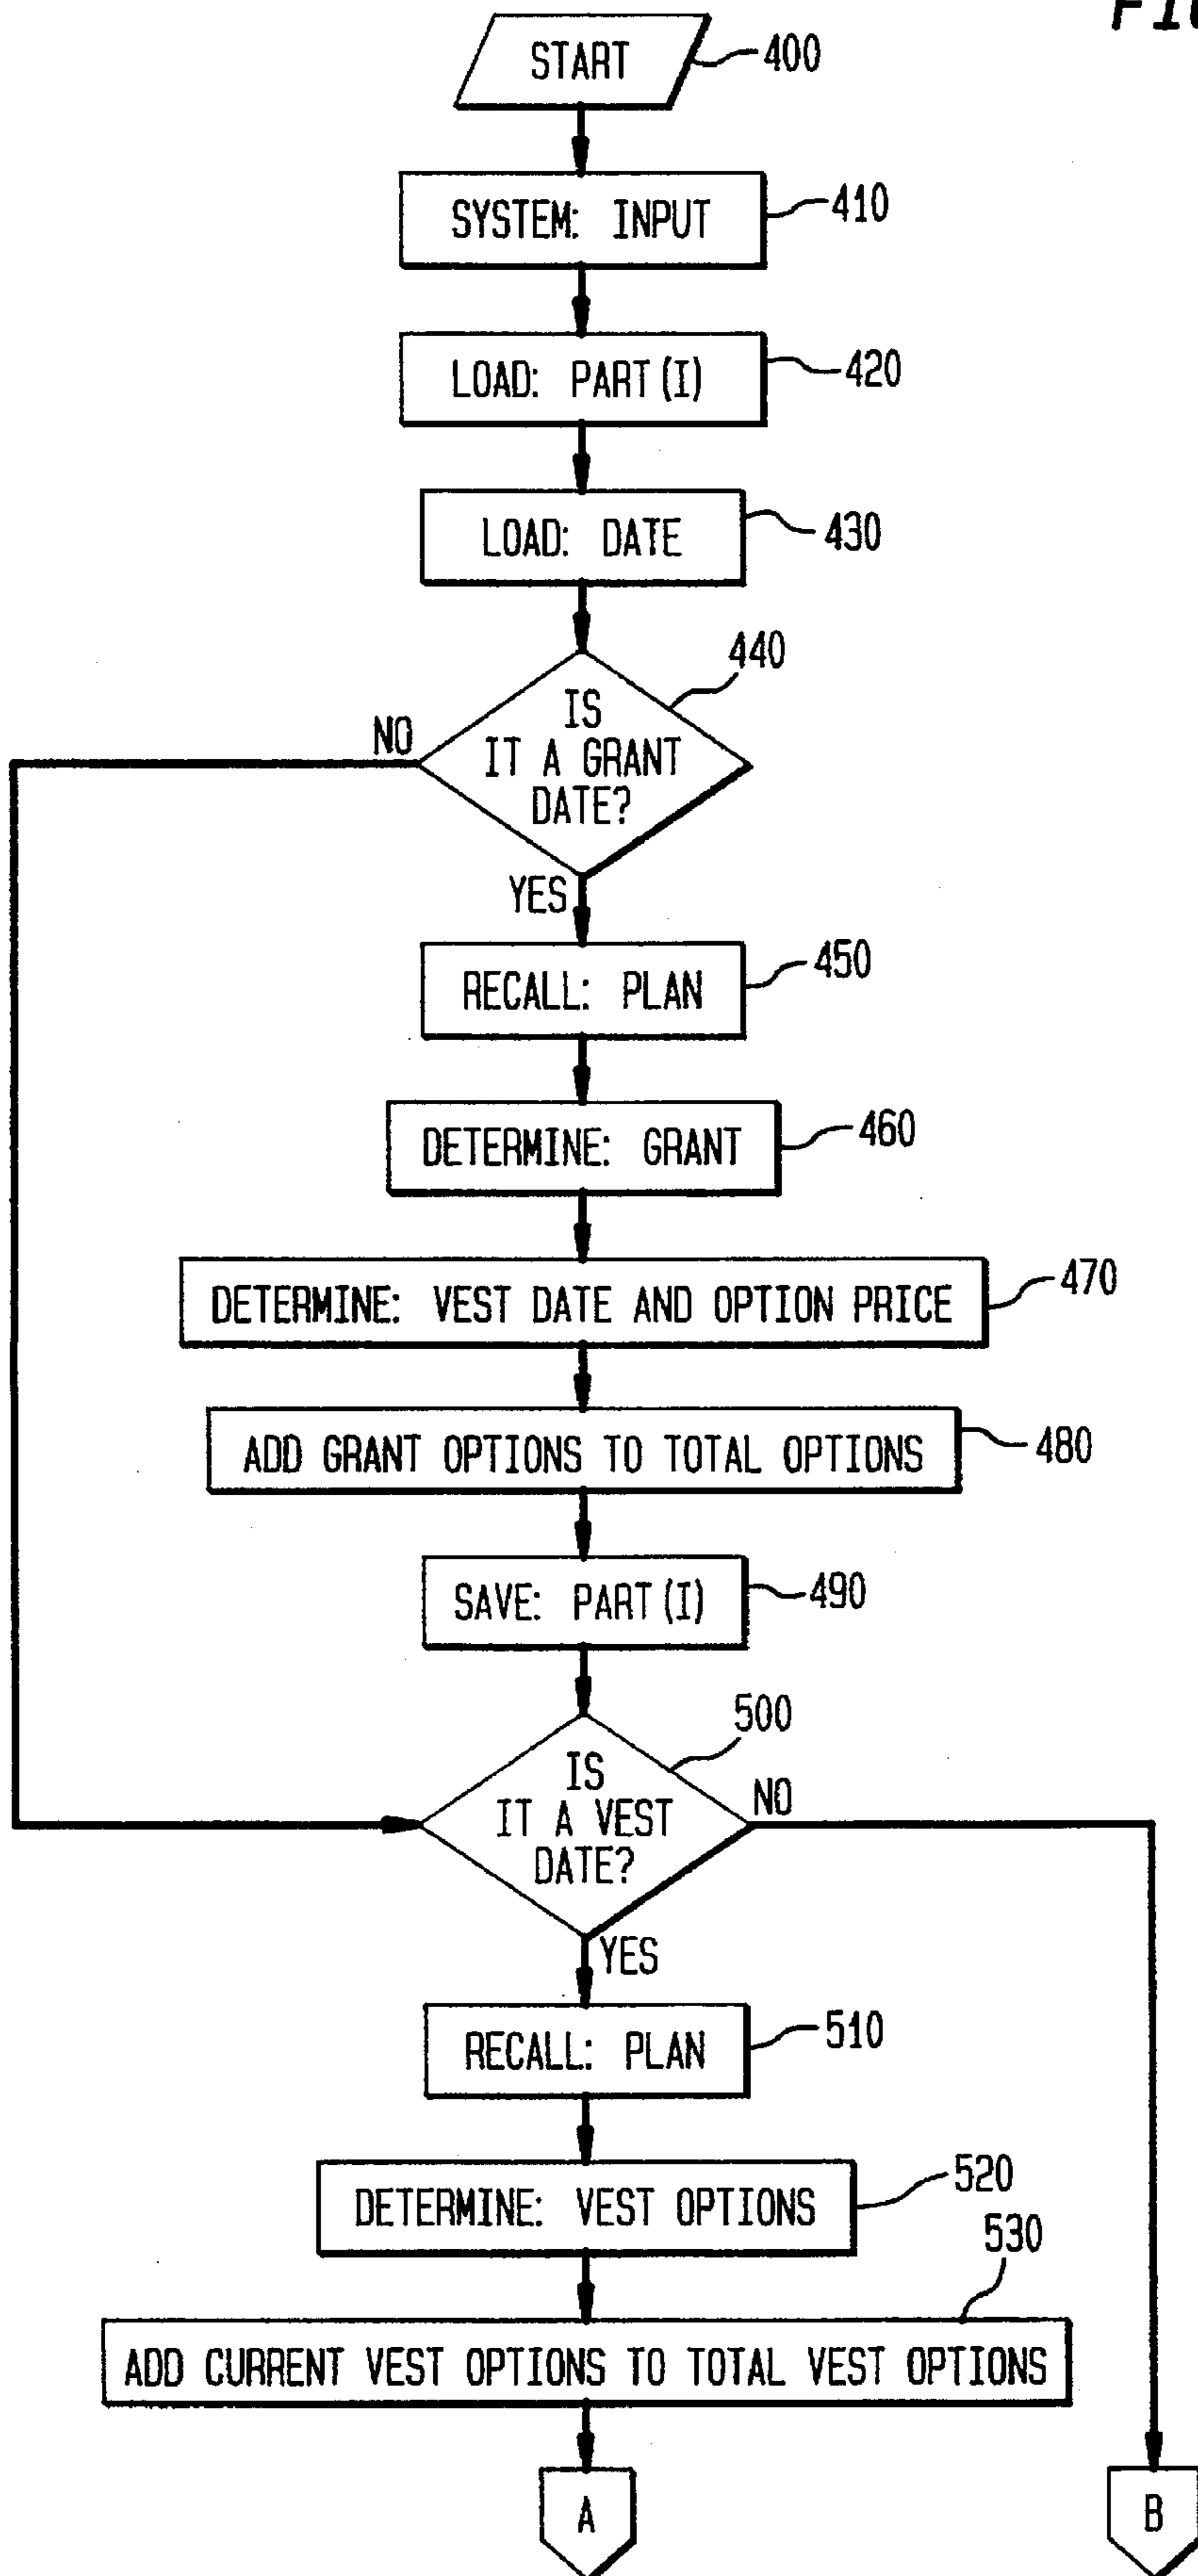 START
400
SYSTEM: INPUT
410
LOAD: PART(I)
420
LOAD: DATE
430
440
IS
IT A GRANT
DATE?
NO
YES
RECALL: PLAN
450
DETERMINE: GRANT
460
DETERMINE: VEST DATE AND OPTION PRICE
470
ADD GRANT OPTIONS TO TOTAL OPTIONS
480
SAVE: PART(I)
490
500
IS
IT A VEST
DATE?
NO
YES
RECALL: PLAN
510
DETERMINE: VEST OPTIONS
520
530
ADD CURRENT VEST OPTIONS TO TOTAL VEST OPTIONS
A
B